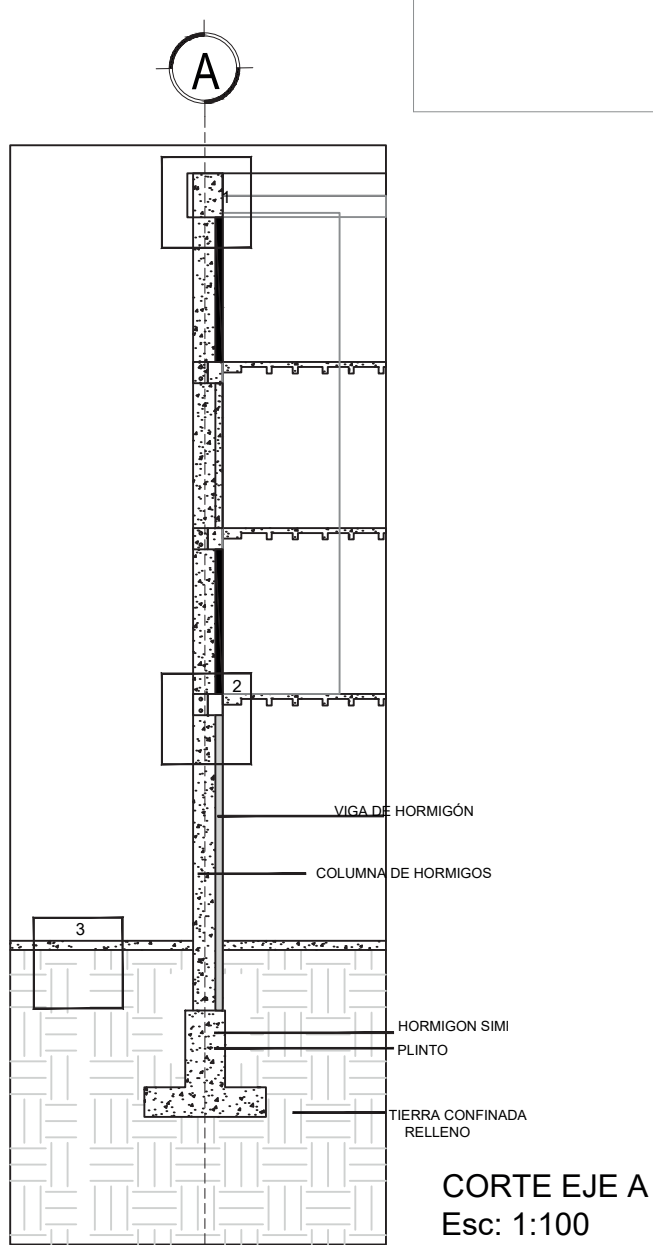 A
1
2
VIGA DE HORMIGÓN
COLUMNA DE HORMIGOS
3
HORMIGON SIMI
PLINTO
TIERRA CONFINADA
RELLENO
CORTE EJE A
Esc: 1:100